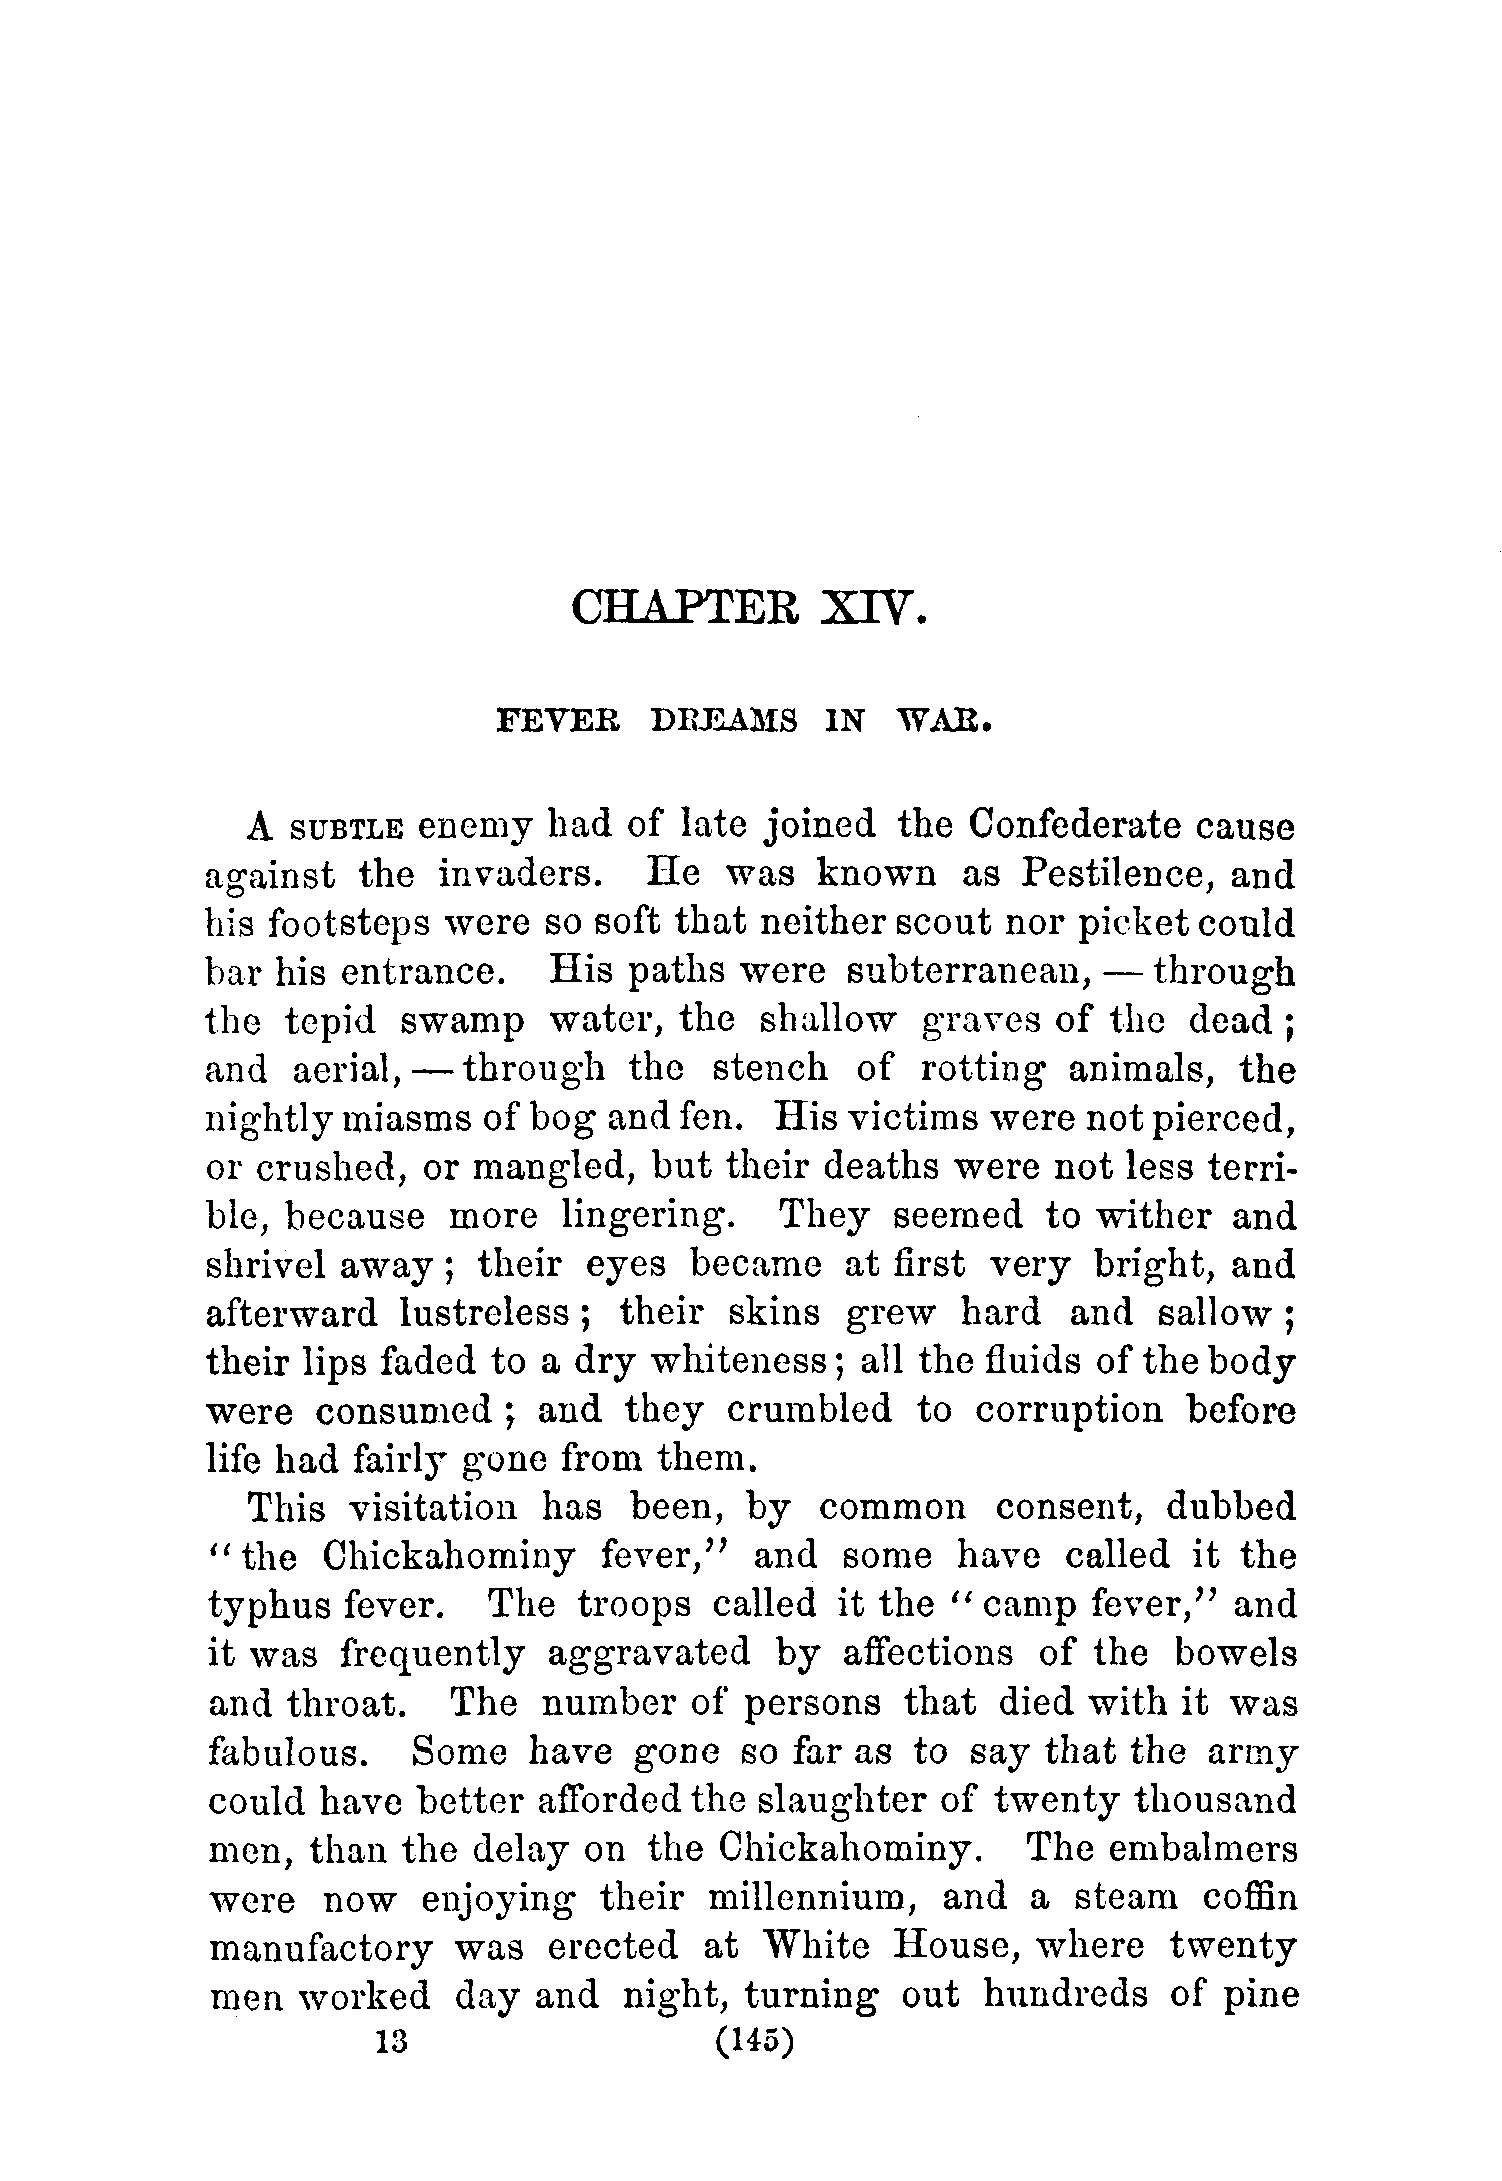 CHAPTER XIV.
FEVER DREAMS IN WAR.
A SUBTLE enemy had of late joined the Confederate cause
against the invaders. He was known as Pestilence, and
his footsteps were so soft that neither scout nor picket could
bar his entrance. His paths were subterranean, — through
the tepid swamp water, the shallow graves of the dead ;
and aerial, — through the stench of rotting animals, the
nightly miasms of bog and fen. His victims were not pierced,
or crushed, or mangled, but their deaths were not less terri-
ble, because more lingering. They seemed to wither and
shrivel away ; their eyes became at first very bright, and
afterward lustreless ; their skins grew hard and sallow ;
their lips faded to a dry whiteness ; all the fluids of the body
were consumed ; and they crumbled to corruption before
life had fairly gone from them.
This visitation has been, by common consent, dubbed
“ the Chickahominy fever,” and some have called it the
typhus fever. The troops called it the “ camp fever,” and
it was frequently aggravated by affections of the bowels
and throat. The number of persons that died with it was
fabulous. Some have gone so far as to say that the army
could have better afforded the slaughter of twenty thousand
men, than the delay on the Chickahominy. The embalmers
were now enjoying their millennium, and a steam coffin
manufactory was erected at White House, where twenty
men worked day and night, turning out hundreds of pine
13 (145)